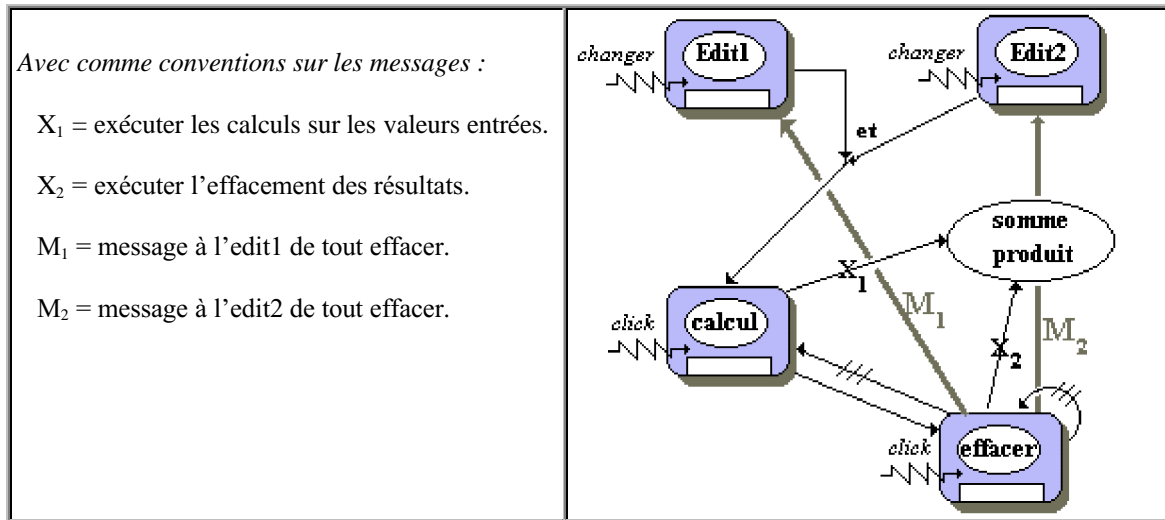 Avec comme conventions sur les messages :
X₁ = exécuter les calculs sur les valeurs entrées.
X₂ = exécuter l’effacement des résultats.
M₁ = message à l’edit1 de tout effacer.
M₂ = message à l’edit2 de tout effacer.
changer
Edit1
changer
Edit2
et
somme
produit
X₁
M₁
click
calcul
X₂
M₂
click
effacer